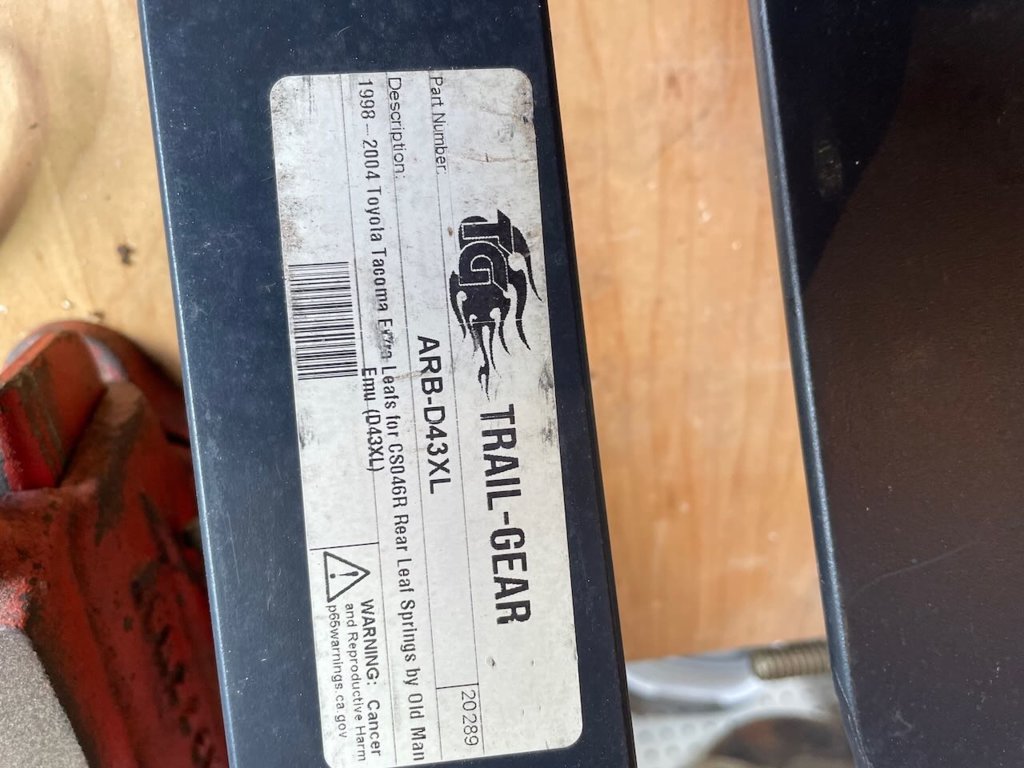 TG
TRAIL-GEAR
Part Number:
ARB-D43XL
20289
Description:
1998 - 2004 Toyota Tacoma Extra Leafs for CS046R Rear Leaf Springs by Old Man
Emu (D43XL)
WARNING: Cancer
and Reproductive Harm
p65warnings.ca.gov